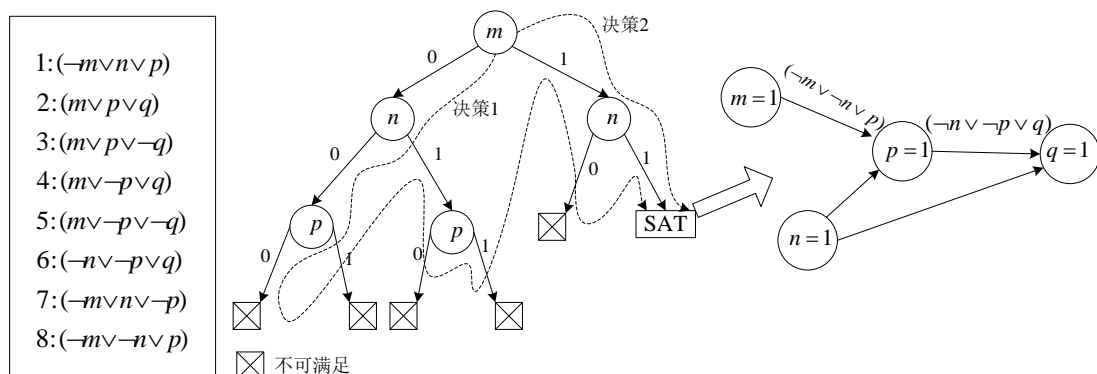 1:(¬m∨n∨p)
2:(m∨p∨q)
3:(m∨p∨¬q)
4:(m∨¬p∨q)
5:(m∨¬p∨¬q)
6:(¬n∨¬p∨q)
7:(¬m∨n∨¬p)
8:(¬m∨¬n∨p)
m
决策2
0
1
n
决策1
n
0
1
0
1
p
p
SAT
0
1
0
1
不可满足
m=1
(¬m∨¬n∨p)
(¬n∨¬p∨q)
p=1
q=1
n=1